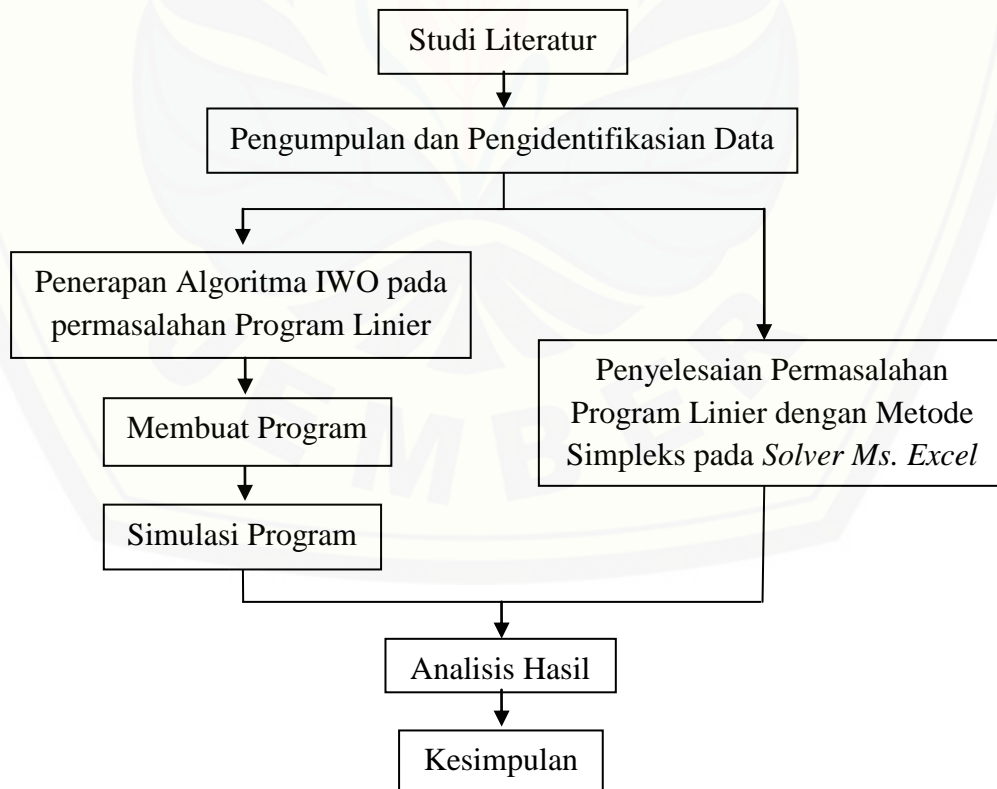 Studi Literatur
Pengumpulan dan Pengidentifikasian Data
Penerapan Algoritma IWO pada
permasalahan Program Linier
Membuat Program
Simulasi Program
Penyelesaian Permasalahan
Program Linier dengan Metode
Simpleks pada Solver Ms. Excel
Analisis Hasil
Kesimpulan
EMBER